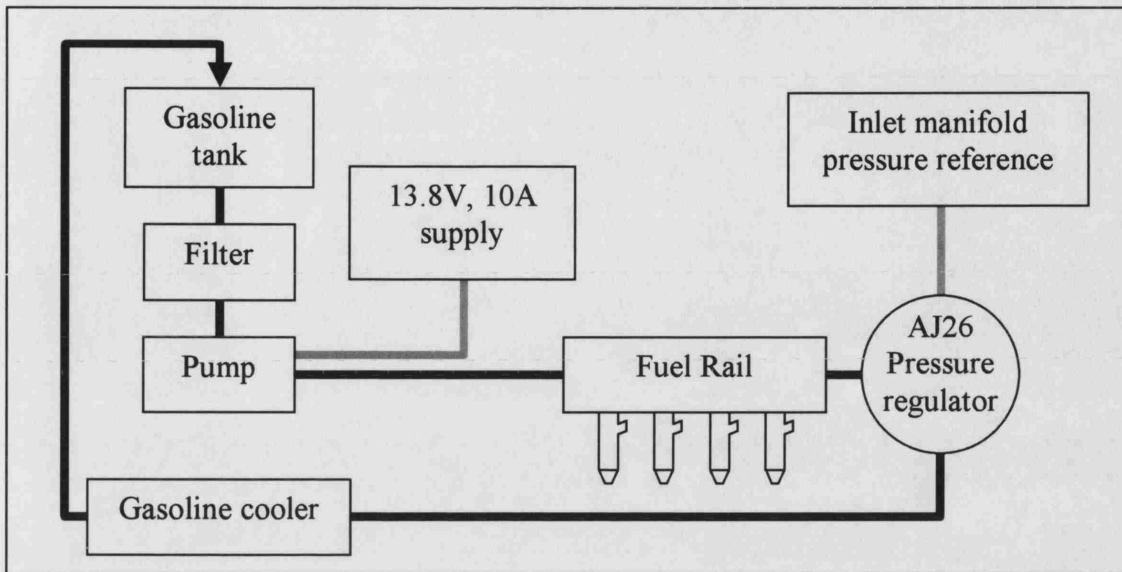 Gasoline
tank
Filter
Pump
13.8V, 10A
supply
Inlet manifold
pressure reference
Fuel Rail
AJ26
Pressure
regulator
Gasoline cooler